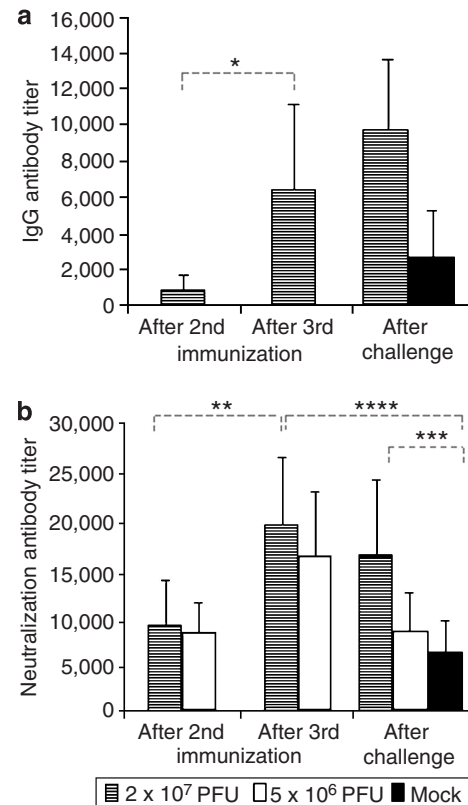 a
16,000
14,000
12,000
10,000
8,000
6,000
4,000
2,000
0
IgG antibody titer
*
After 2nd After 3rd After
immunization challenge
b
30,000
25,000
20,000
15,000
10,000
5,000
0
Neutralization antibody titer
** ****
***
After 2nd After 3rd After
immunization challenge
2 x 10⁷ PFU 5 x 10⁶ PFU Mock